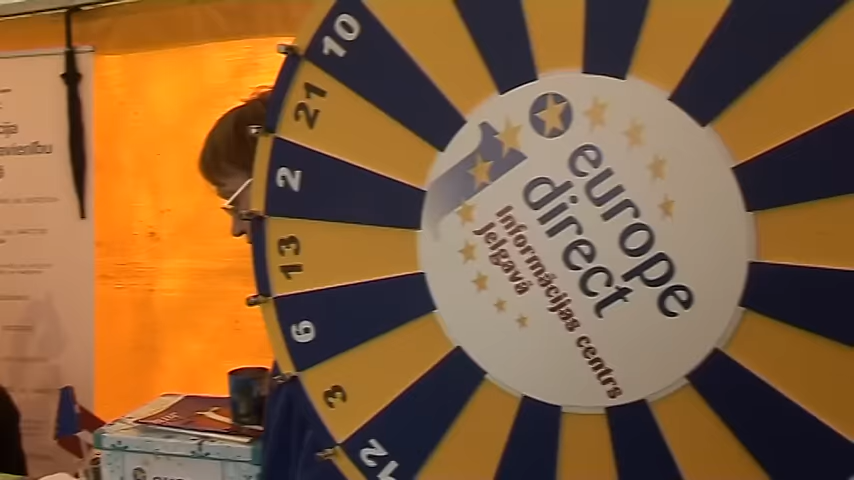 10
21
2
13
6
3
12
europe
direct
Informācijas centrs
Jelgavā